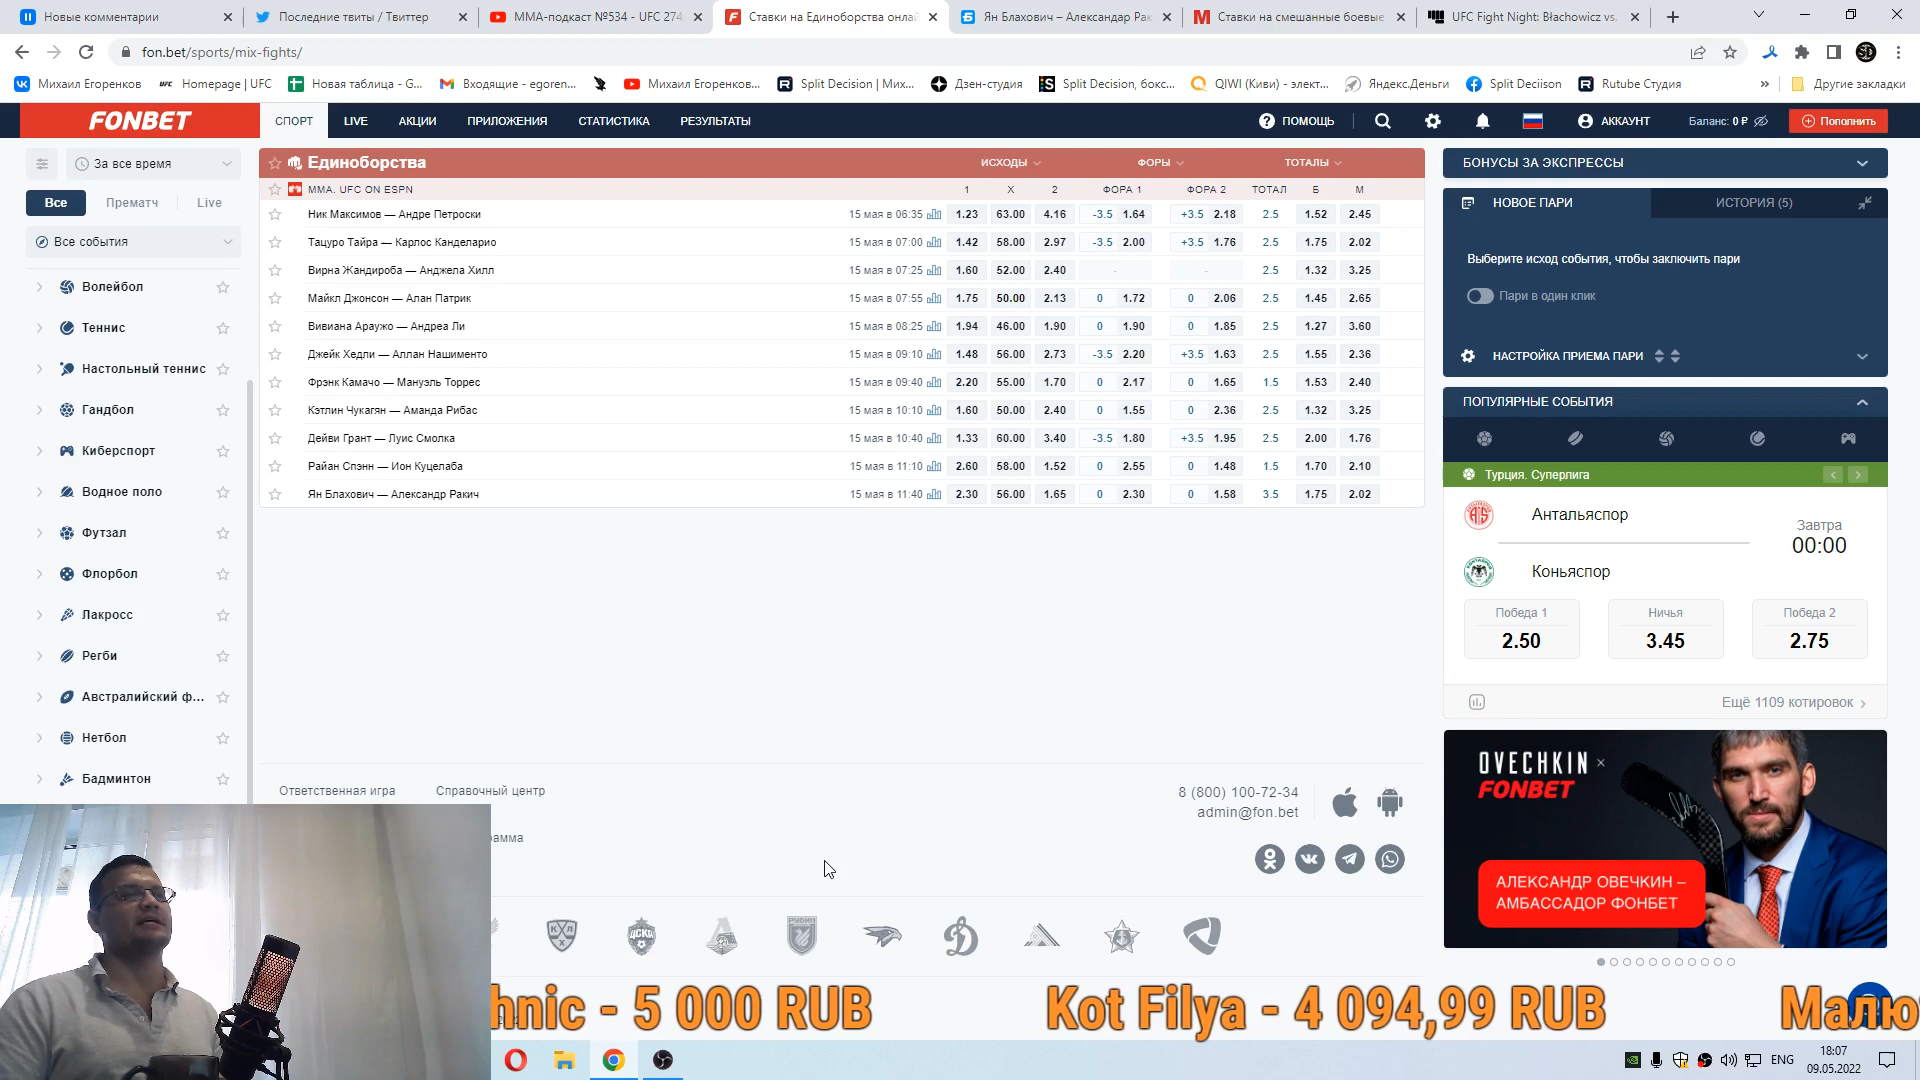 Новые комментарии
Последние твиты / Твиттер
ММА-подкаст №534 - UFC 274
Ставки на Единоборства онлай
Ян Блахович – Александар Рак
Ставки на смешанные боевые
UFC Fight Night: Błachowicz vs.
fon.bet/sports/mix-fights/
Михаил Егоренков
UFC
Homepage | UFC
Новая таблица - G...
Входящие - egoren...
Михаил Егоренков...
Split Decision | Мих...
Дзен-студия
Split Decision, бокс...
QIWI (Киви) - элект...
Яндекс.Деньги
Split Deciison
Rutube Студия
»
Другие закладки
FONBET
СПОРТ
LIVE
АКЦИИ
ПРИЛОЖЕНИЯ
СТАТИСТИКА
РЕЗУЛЬТАТЫ
ПОМОЩЬ
АККАУНТ
Баланс: 0 ₽
Пополнить
За все время
Все
Прематч
Live
Все события
Волейбол
Теннис
Настольный теннис
Гандбол
Киберспорт
Водное поло
Футзал
Флорбол
Лакросс
Регби
Австралийский ф...
Нетбол
Бадминтон
Единоборства ИСХОДЫ ФОРЫ ТОТАЛЫ
MMA. UFC ON ESPN 1 X 2 ФОРА 1 ФОРА 2 ТОТАЛ Б М
Ник Максимов — Андре Петроски 15 мая в 06:35 1.23 63.00 4.16 -3.5 1.64 +3.5 2.18 2.5 1.52 2.45
Тацуро Тайра — Карлос Канделарио 15 мая в 07:00 1.42 58.00 2.97 -3.5 2.00 +3.5 1.76 2.5 1.75 2.02
Вирна Жандироба — Анджела Хилл 15 мая в 07:25 1.60 52.00 2.40 - - 2.5 1.32 3.25
Майкл Джонсон — Алан Патрик 15 мая в 07:55 1.75 50.00 2.13 0 1.72 0 2.06 2.5 1.45 2.65
Вивиана Араужо — Андреа Ли 15 мая в 08:25 1.94 46.00 1.90 0 1.90 0 1.85 2.5 1.27 3.60
Джейк Хедли — Аллан Нашименто 15 мая в 09:10 1.48 56.00 2.73 -3.5 2.20 +3.5 1.63 2.5 1.55 2.36
Фрэнк Камачо — Мануэль Торрес 15 мая в 09:40 2.20 55.00 1.70 0 2.17 0 1.65 1.5 1.53 2.40
Кэтлин Чукагян — Аманда Рибас 15 мая в 10:10 1.60 50.00 2.40 0 1.55 0 2.36 2.5 1.32 3.25
Дейви Грант — Луис Смолка 15 мая в 10:40 1.33 60.00 3.40 -3.5 1.80 +3.5 1.95 2.5 2.00 1.76
Райан Спэнн — Ион Куцелаба 15 мая в 11:10 2.60 58.00 1.52 0 2.55 0 1.48 1.5 1.70 2.10
Ян Блахович — Александр Ракич 15 мая в 11:40 2.30 56.00 1.65 0 2.30 0 1.58 3.5 1.75 2.02
БОНУСЫ ЗА ЭКСПРЕССЫ
НОВОЕ ПАРИ
ИСТОРИЯ (5)
Выберите исход события, чтобы заключить пари
Пари в один клик
НАСТРОЙКА ПРИЕМА ПАРИ
ПОПУЛЯРНЫЕ СОБЫТИЯ
Турция. Суперлига
Антальяспор
Завтра
00:00
Коньяспор
Победа 1
Ничья
Победа 2
2.50
3.45
2.75
Ещё 1109 котировок
OVECHKIN ×
FONBET
АЛЕКСАНДР ОВЕЧКИН –
АМБАССАДОР ФОНБЕТ
Ответственная игра
Справочный центр
8 (800) 100-72-34
admin@fon.bet
рамма
КХЛ
ЦСКА
РУБИН
hnic - 5 000 RUB
Kot Filya - 4 094,99 RUB
Малю
ENG
18:07
09.05.2022